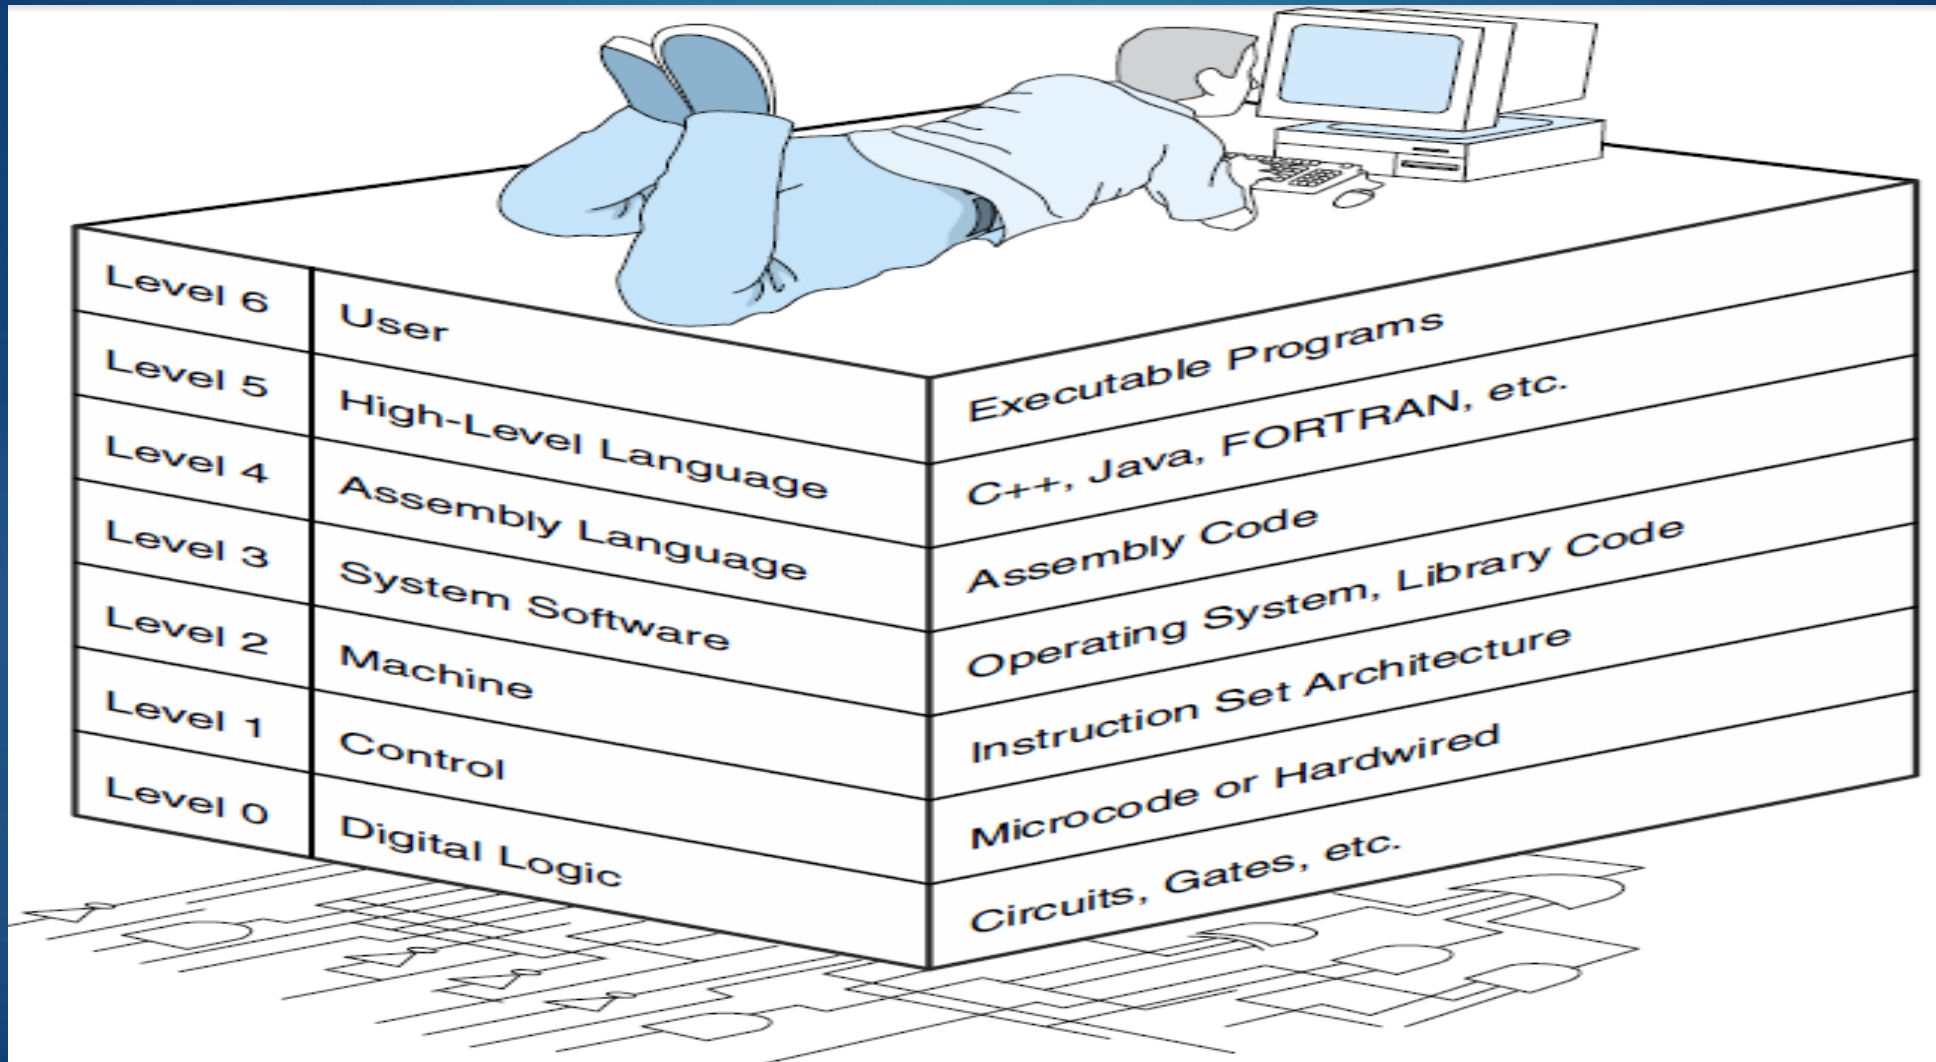 Level 6
User
Executable Programs
Level 5
High-Level Language
C++, Java, FORTRAN, etc.
Level 4
Assembly Language
Assembly Code
Level 3
System Software
Operating System, Library Code
Level 2
Machine
Instruction Set Architecture
Level 1
Control
Microcode or Hardwired
Level 0
Digital Logic
Circuits, Gates, etc.